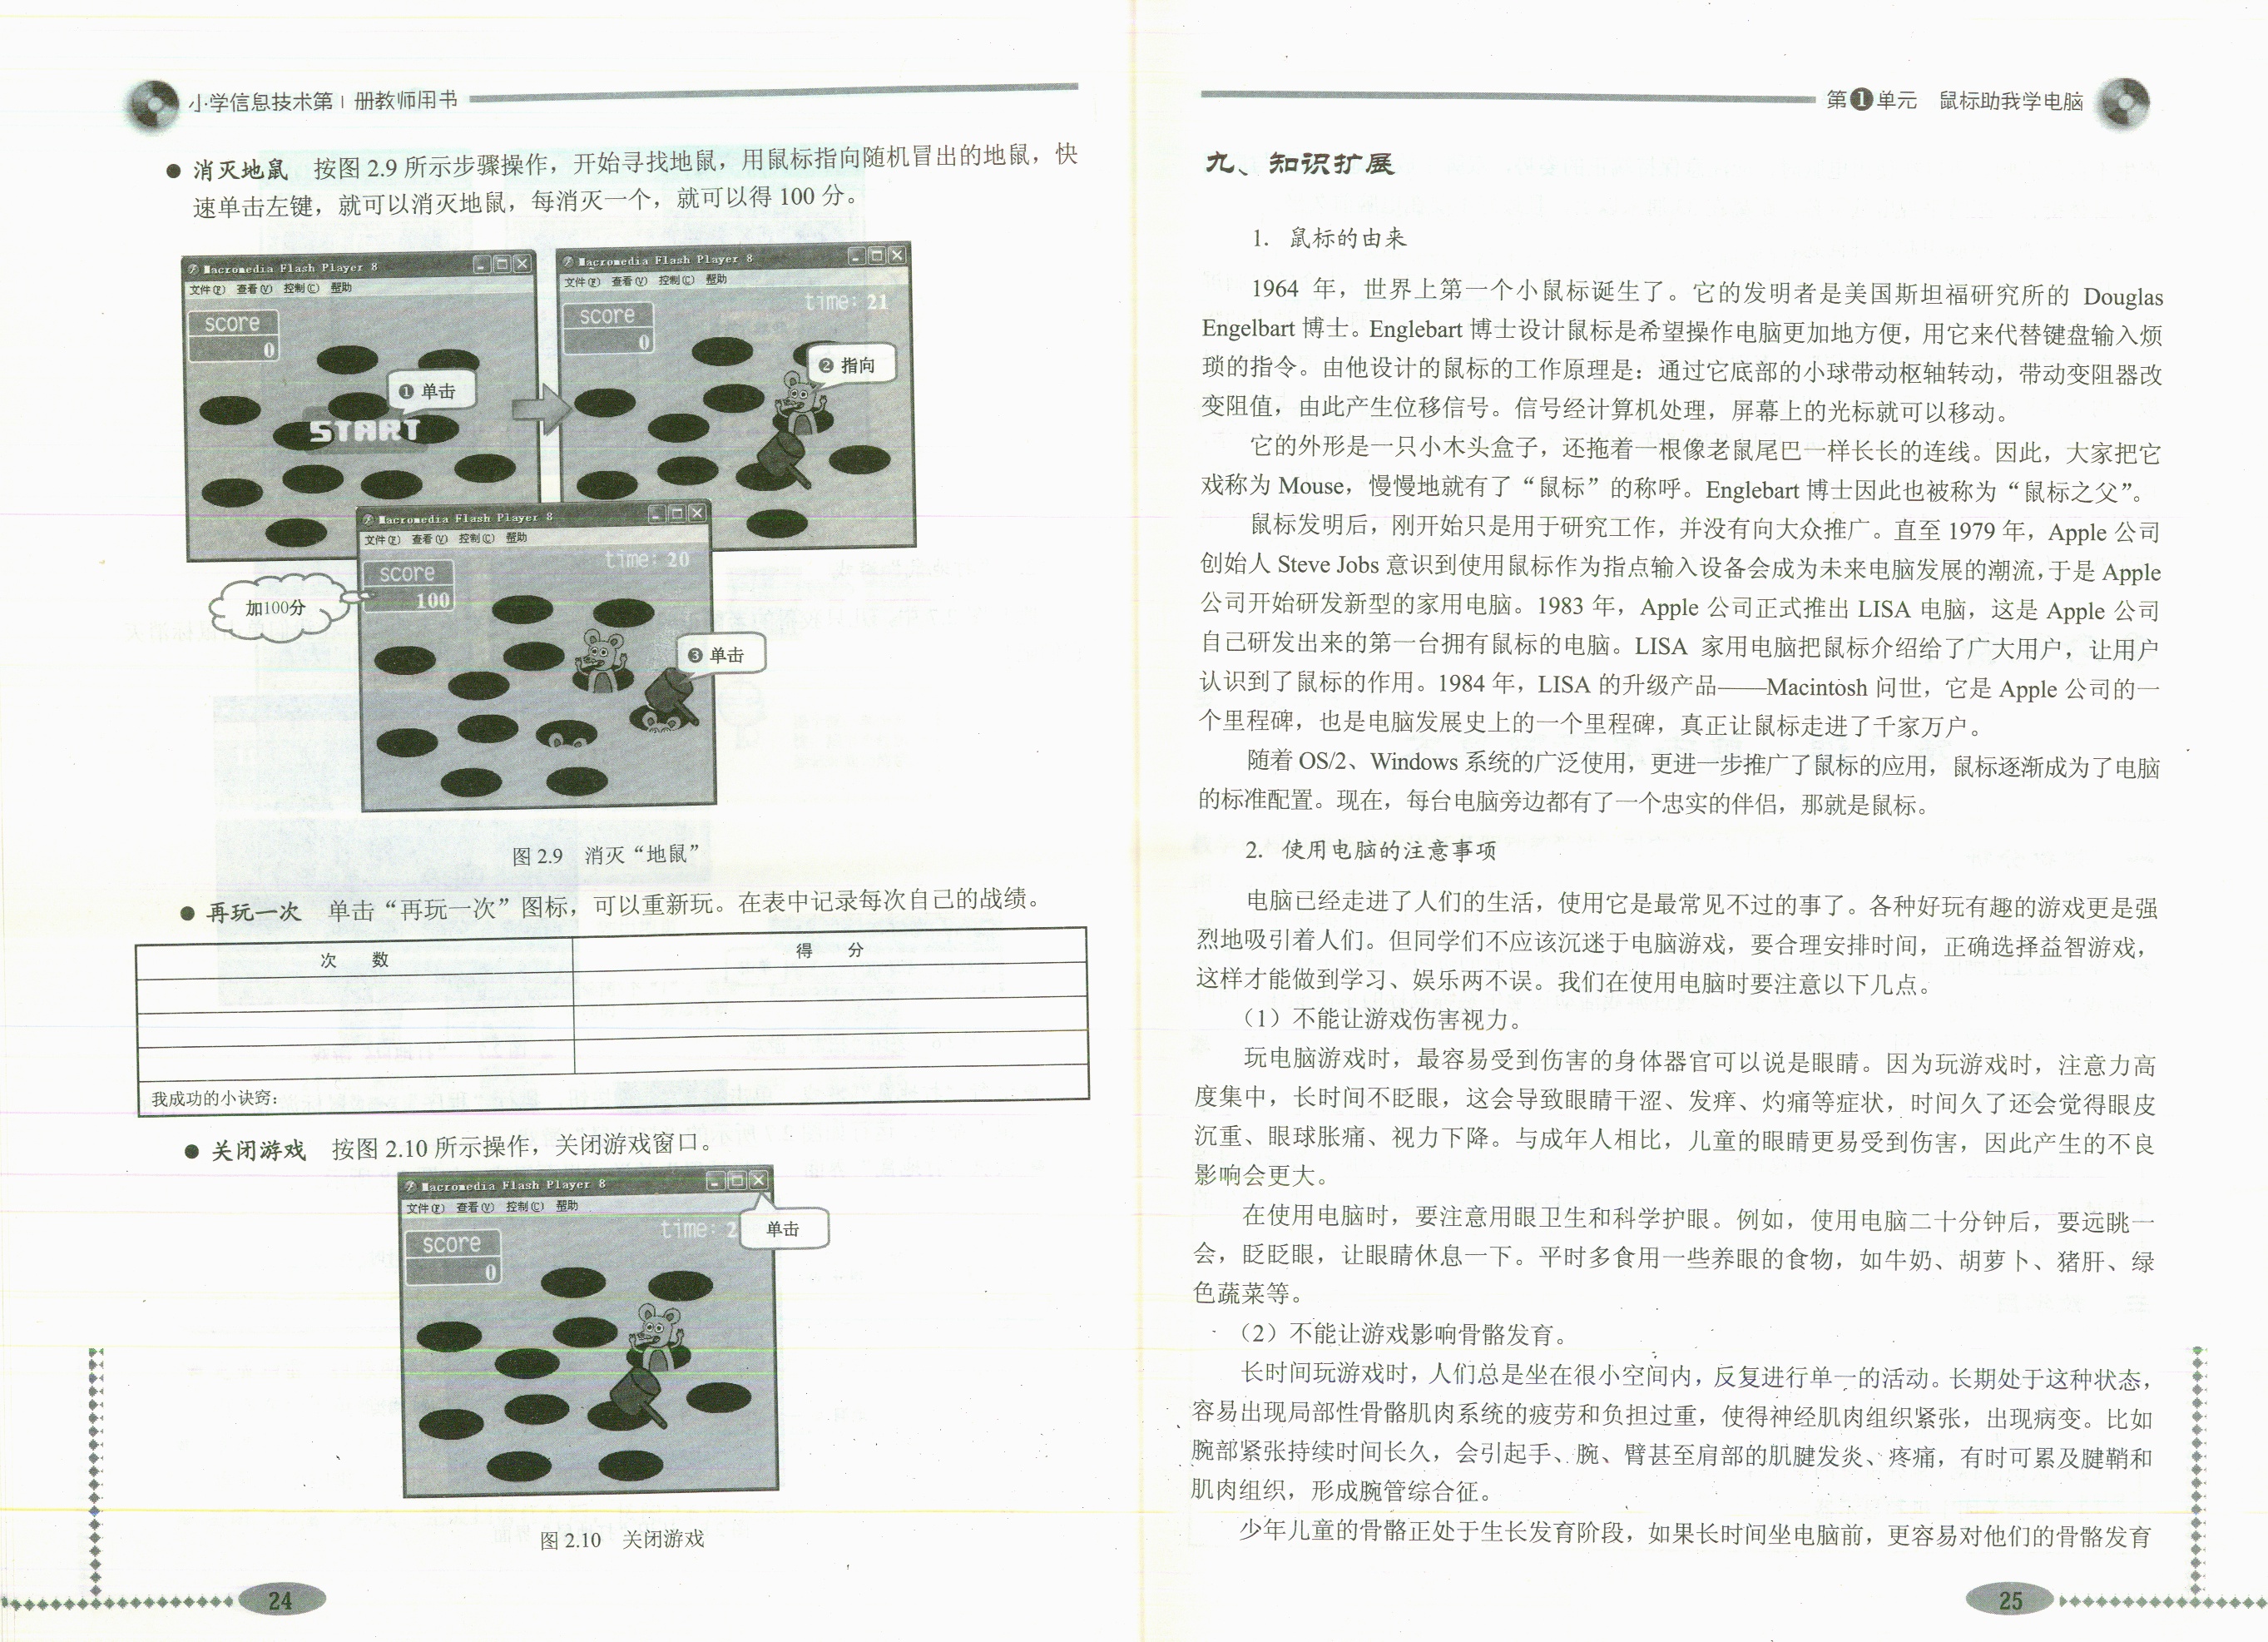 小学信息技术第1册教师用书
● 消灭地鼠 按图 2.9 所示步骤操作，开始寻找地鼠，用鼠标指向随机冒出的地鼠，快
速单击左键，就可以消灭地鼠，每消灭一个，就可以得 100 分。
Macromedia Flash Player 8
文件(F) 查看(V) 控制(C) 帮助
score
0
❶ 单击
START
Macromedia Flash Player 8
文件(F) 查看(V) 控制(C) 帮助
time: 21
score
0
❷ 指向
Macromedia Flash Player 8
文件(F) 查看(V) 控制(C) 帮助
time: 20
score
100
加100分
❸ 单击
图 2.9 消灭“地鼠”
● 再玩一次 单击“再玩一次”图标，可以重新玩。在表中记录每次自己的战绩。
次 数 得 分
我成功的小诀窍：
● 关闭游戏 按图 2.10 所示操作，关闭游戏窗口。
Macromedia Flash Player 8
文件(F) 查看(V) 控制(C) 帮助
time: 2
单击
score
0
图 2.10 关闭游戏
24
第❶单元 鼠标助我学电脑
九、知识扩展
1. 鼠标的由来
1964 年，世界上第一个小鼠标诞生了。它的发明者是美国斯坦福研究所的 Douglas
Engelbart 博士。Englebart 博士设计鼠标是希望操作电脑更加地方便，用它来代替键盘输入烦
琐的指令。由他设计的鼠标的工作原理是：通过它底部的小球带动枢轴转动，带动变阻器改
变阻值，由此产生位移信号。信号经计算机处理，屏幕上的光标就可以移动。
它的外形是一只小木头盒子，还拖着一根像老鼠尾巴一样长长的连线。因此，大家把它
戏称为 Mouse，慢慢地就有了“鼠标”的称呼。Englebart 博士因此也被称为“鼠标之父”。
鼠标发明后，刚开始只是用于研究工作，并没有向大众推广。直至 1979 年，Apple 公司
创始人 Steve Jobs 意识到使用鼠标作为指点输入设备会成为未来电脑发展的潮流，于是 Apple
公司开始研发新型的家用电脑。1983 年，Apple 公司正式推出 LISA 电脑，这是 Apple 公司
自己研发出来的第一台拥有鼠标的电脑。LISA 家用电脑把鼠标介绍给了广大用户，让用户
认识到了鼠标的作用。1984 年，LISA 的升级产品——Macintosh 问世，它是 Apple 公司的一
个里程碑，也是电脑发展史上的一个里程碑，真正让鼠标走进了千家万户。
随着 OS/2、Windows 系统的广泛使用，更进一步推广了鼠标的应用，鼠标逐渐成为了电脑
的标准配置。现在，每台电脑旁边都有了一个忠实的伴侣，那就是鼠标。
2. 使用电脑的注意事项
电脑已经走进了人们的生活，使用它是最常见不过的事了。各种好玩有趣的游戏更是强
烈地吸引着人们。但同学们不应该沉迷于电脑游戏，要合理安排时间，正确选择益智游戏，
这样才能做到学习、娱乐两不误。我们在使用电脑时要注意以下几点。
（1）不能让游戏伤害视力。
玩电脑游戏时，最容易受到伤害的身体器官可以说是眼睛。因为玩游戏时，注意力高
度集中，长时间不眨眼，这会导致眼睛干涩、发痒、灼痛等症状，时间久了还会觉得眼皮
沉重、眼球胀痛、视力下降。与成年人相比，儿童的眼睛更易受到伤害，因此产生的不良
影响会更大。
在使用电脑时，要注意用眼卫生和科学护眼。例如，使用电脑二十分钟后，要远眺一
会，眨眨眼，让眼睛休息一下。平时多食用一些养眼的食物，如牛奶、胡萝卜、猪肝、绿
色蔬菜等。
（2）不能让游戏影响骨骼发育。
长时间玩游戏时，人们总是坐在很小空间内，反复进行单一的活动。长期处于这种状态，
容易出现局部性骨骼肌肉系统的疲劳和负担过重，使得神经肌肉组织紧张，出现病变。比如
腕部紧张持续时间长久，会引起手、腕、臂甚至肩部的肌腱发炎、疼痛，有时可累及腱鞘和
肌肉组织，形成腕管综合征。
少年儿童的骨骼正处于生长发育阶段，如果长时间坐电脑前，更容易对他们的骨骼发育
25